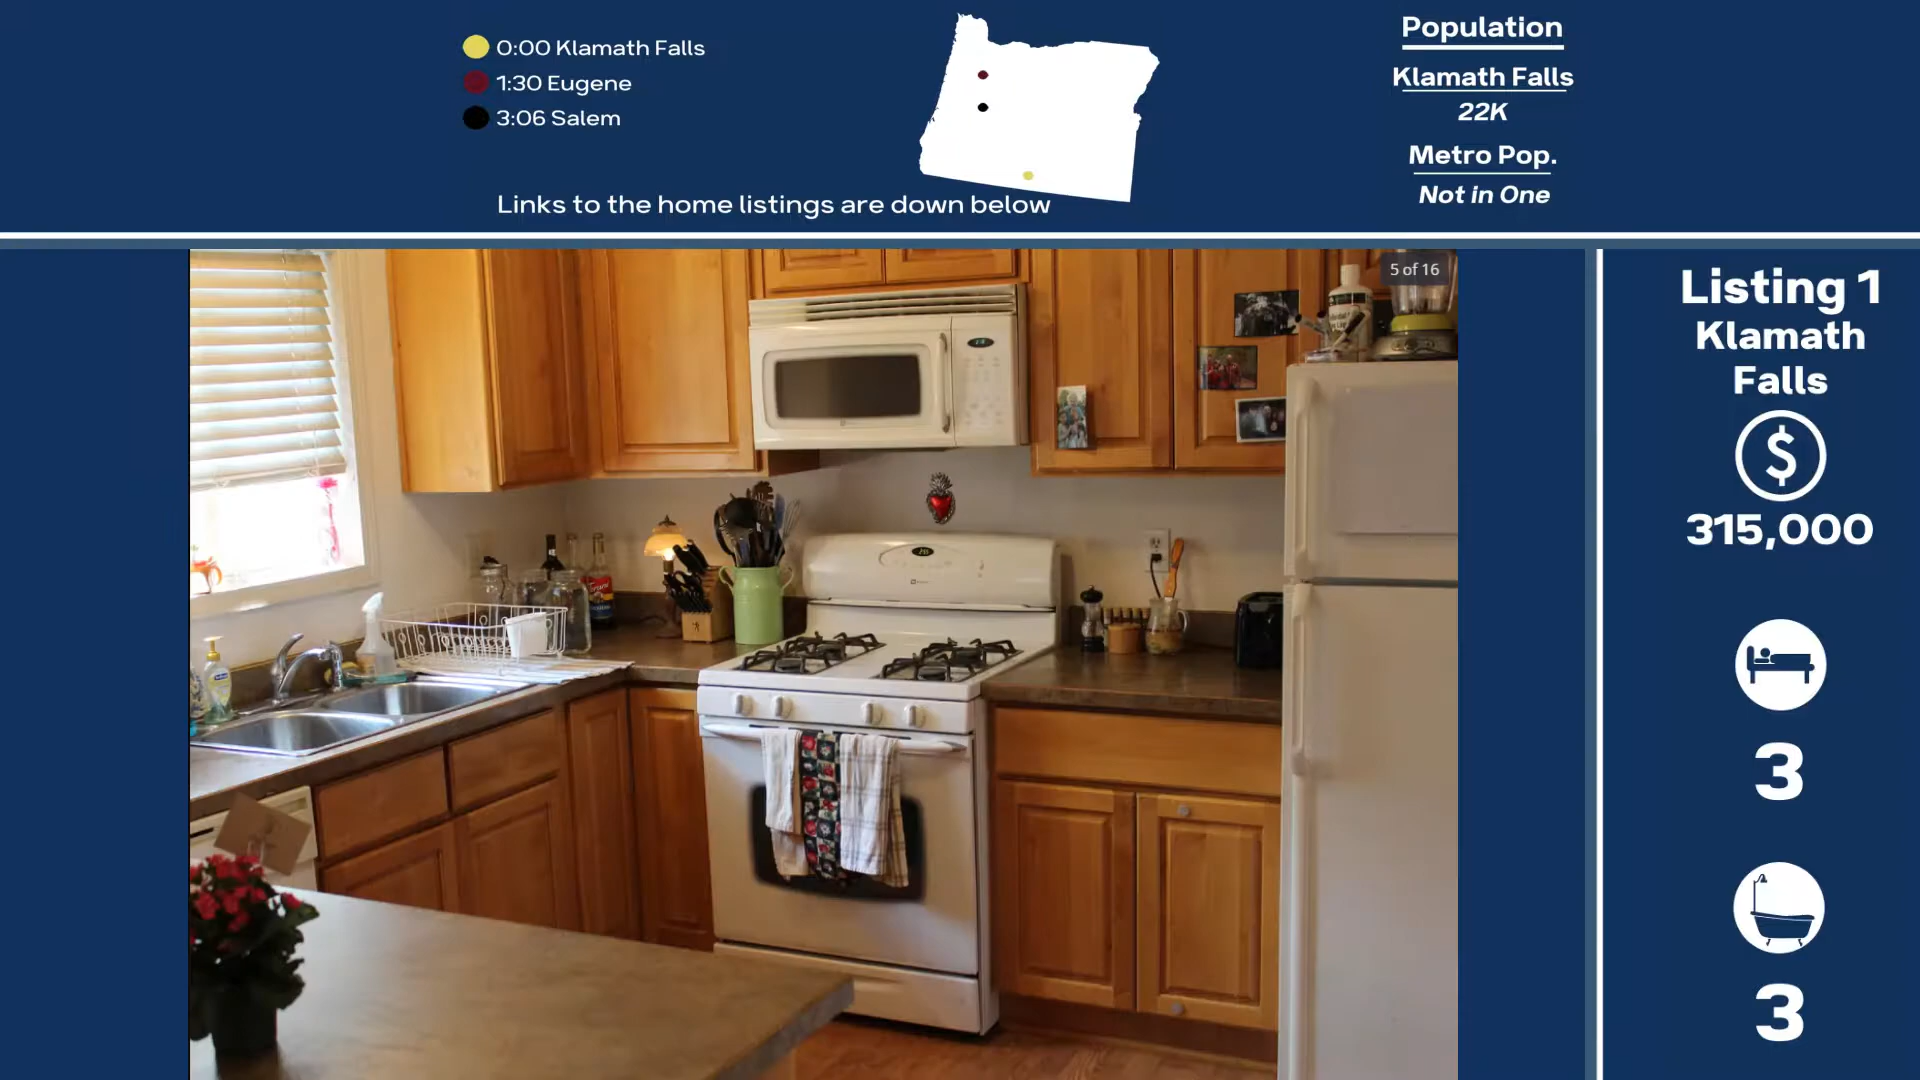 0:00 Klamath Falls
1:30 Eugene
3:06 Salem
Links to the home listings are down below
Population
Klamath Falls
22K
Metro Pop.
Not in One
5 of 16
Listing 1
Klamath
Falls
$
315,000
3
3